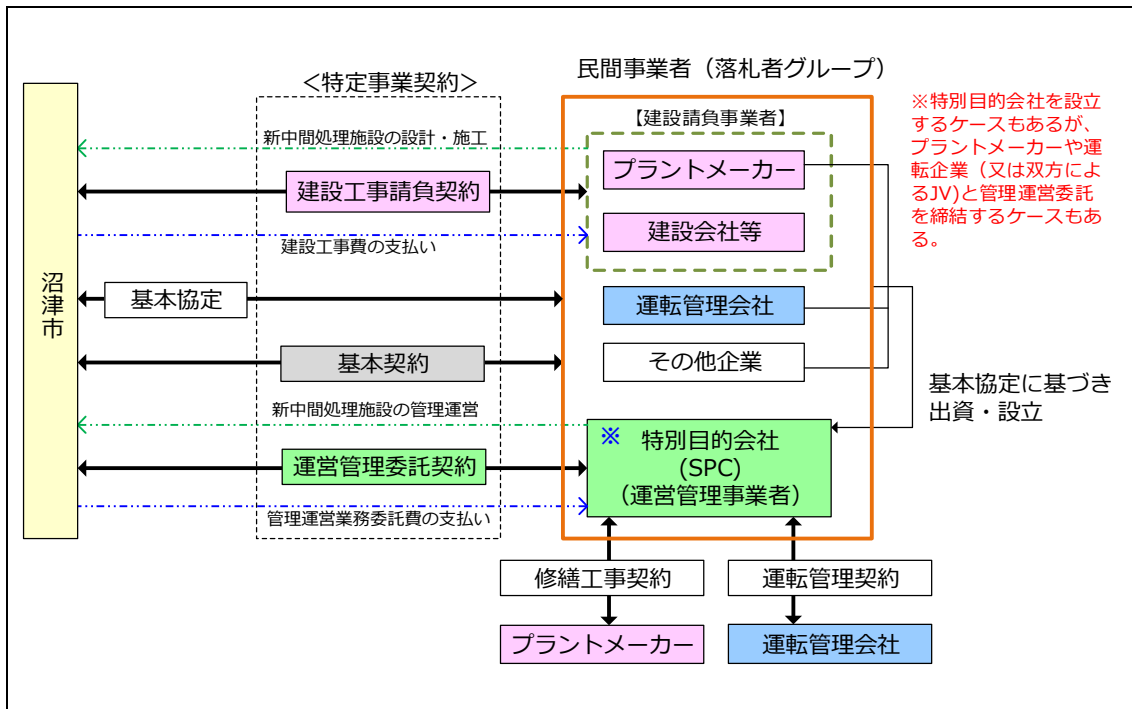 民間事業者（落札者グループ）
＜特定事業契約＞
※特別目的会社を設立
するケースもあるが、
プラントメーカーや運
転企業（又は双方によ
るJV)と管理運営委託
を締結するケースもあ
る。
【建設請負事業者】
新中間処理施設の設計・施工
プラントメーカー
建設工事請負契約
建設会社等
建設工事費の支払い
沼津市
基本協定
運転管理会社
基本契約
その他企業
基本協定に基づき
出資・設立
新中間処理施設の管理運営
※
特別目的会社
(SPC)
（運営管理事業者）
運営管理委託契約
管理運営業務委託費の支払い
修繕工事契約
運転管理契約
プラントメーカー
運転管理会社